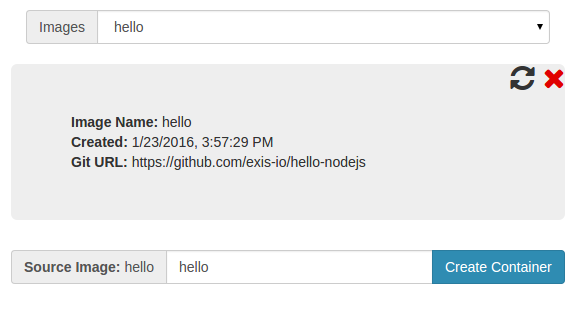 Images hello
Image Name: hello
Created: 1/23/2016, 3:57:29 PM
Git URL: https://github.com/exis-io/hello-nodejs
Source Image: hello hello Create Container